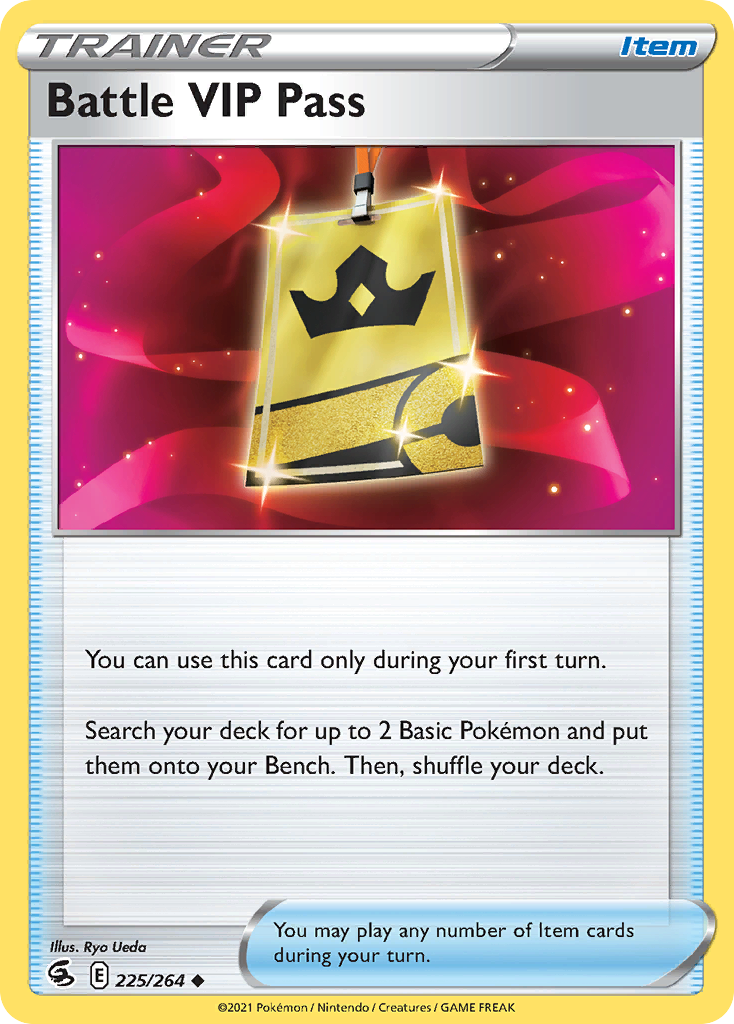 TRAINER
Item
Battle VIP Pass
You can use this card only during your first turn.
Search your deck for up to 2 Basic Pokémon and put
them onto your Bench. Then, shuffle your deck.
You may play any number of Item cards
during your turn.
Illus. Ryo Ueda
E 225/264
©2021 Pokémon / Nintendo / Creatures / GAME FREAK